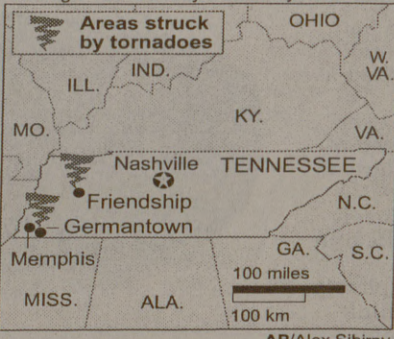 Areas struck
by tornadoes
OHIO
W.
VA.
IND.
ILL.
KY.
MO.
VA.
Nashville
TENNESSEE
Friendship
N.C.
Germantown
Memphis
GA.
S.C.
100 miles
MISS.
ALA.
100 km